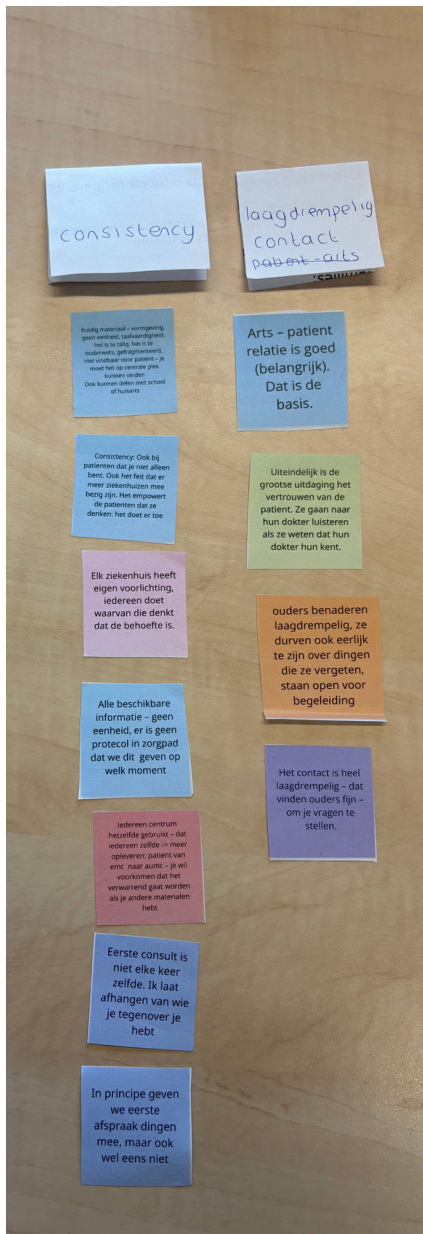 consistency
Ruidig materiaal – vormgeving,
geen eenheid, taalvaardigheid,
het is te talig, het is te
ouderwets, gefragmenteerd,
niet vindbaar voor patient – je
moet het op centrale plek
kunnen vinden
Ook kunnen delen met school
of huisarts
Consistency: Ook bij
patienten dat je niet alleen
bent. Ook het feit dat er
meer ziekenhuizen mee
bezig zijn. Het empowert
de patienten dat ze
denken: het doet er toe
Elk ziekenhuis heeft
eigen voorlichting,
iedereen doet
waarvan die denkt
dat de behoefte is.
Alle beschikbare
informatie – geen
eenheid, er is geen
protocol in zorgpad
dat we dit geven op
welk moment
Iedereen centrum
hetzelfde gebruikt – dat
iedereen zelfde -> meer
opleveren: patient van
emc naar aumc – je wil
voorkomen dat het
verwarrend gaat worden
als je andere materialen
hebt
Eerste consult is
niet elke keer
zelfde. Ik laat
afhangen van wie
je tegenover je
hebt
In principe geven
we eerste
afspraak dingen
mee, maar ook
wel eens niet
laagdrempelig
contact
patient-arts
Arts – patient
relatie is goed
(belangrijk).
Dat is de
basis.
Uiteindelijk is de
grootse uitdaging het
vertrouwen van de
patient. Ze gaan naar
hun dokter luisteren
als ze weten dat hun
dokter hun kent.
ouders benaderen
laagdrempelig, ze
durven ook eerlijk
te zijn over dingen
die ze vergeten,
staan open voor
begeleiding
Het contact is heel
laagdrempelig – dat
vinden ouders fijn –
om je vragen te
stellen.